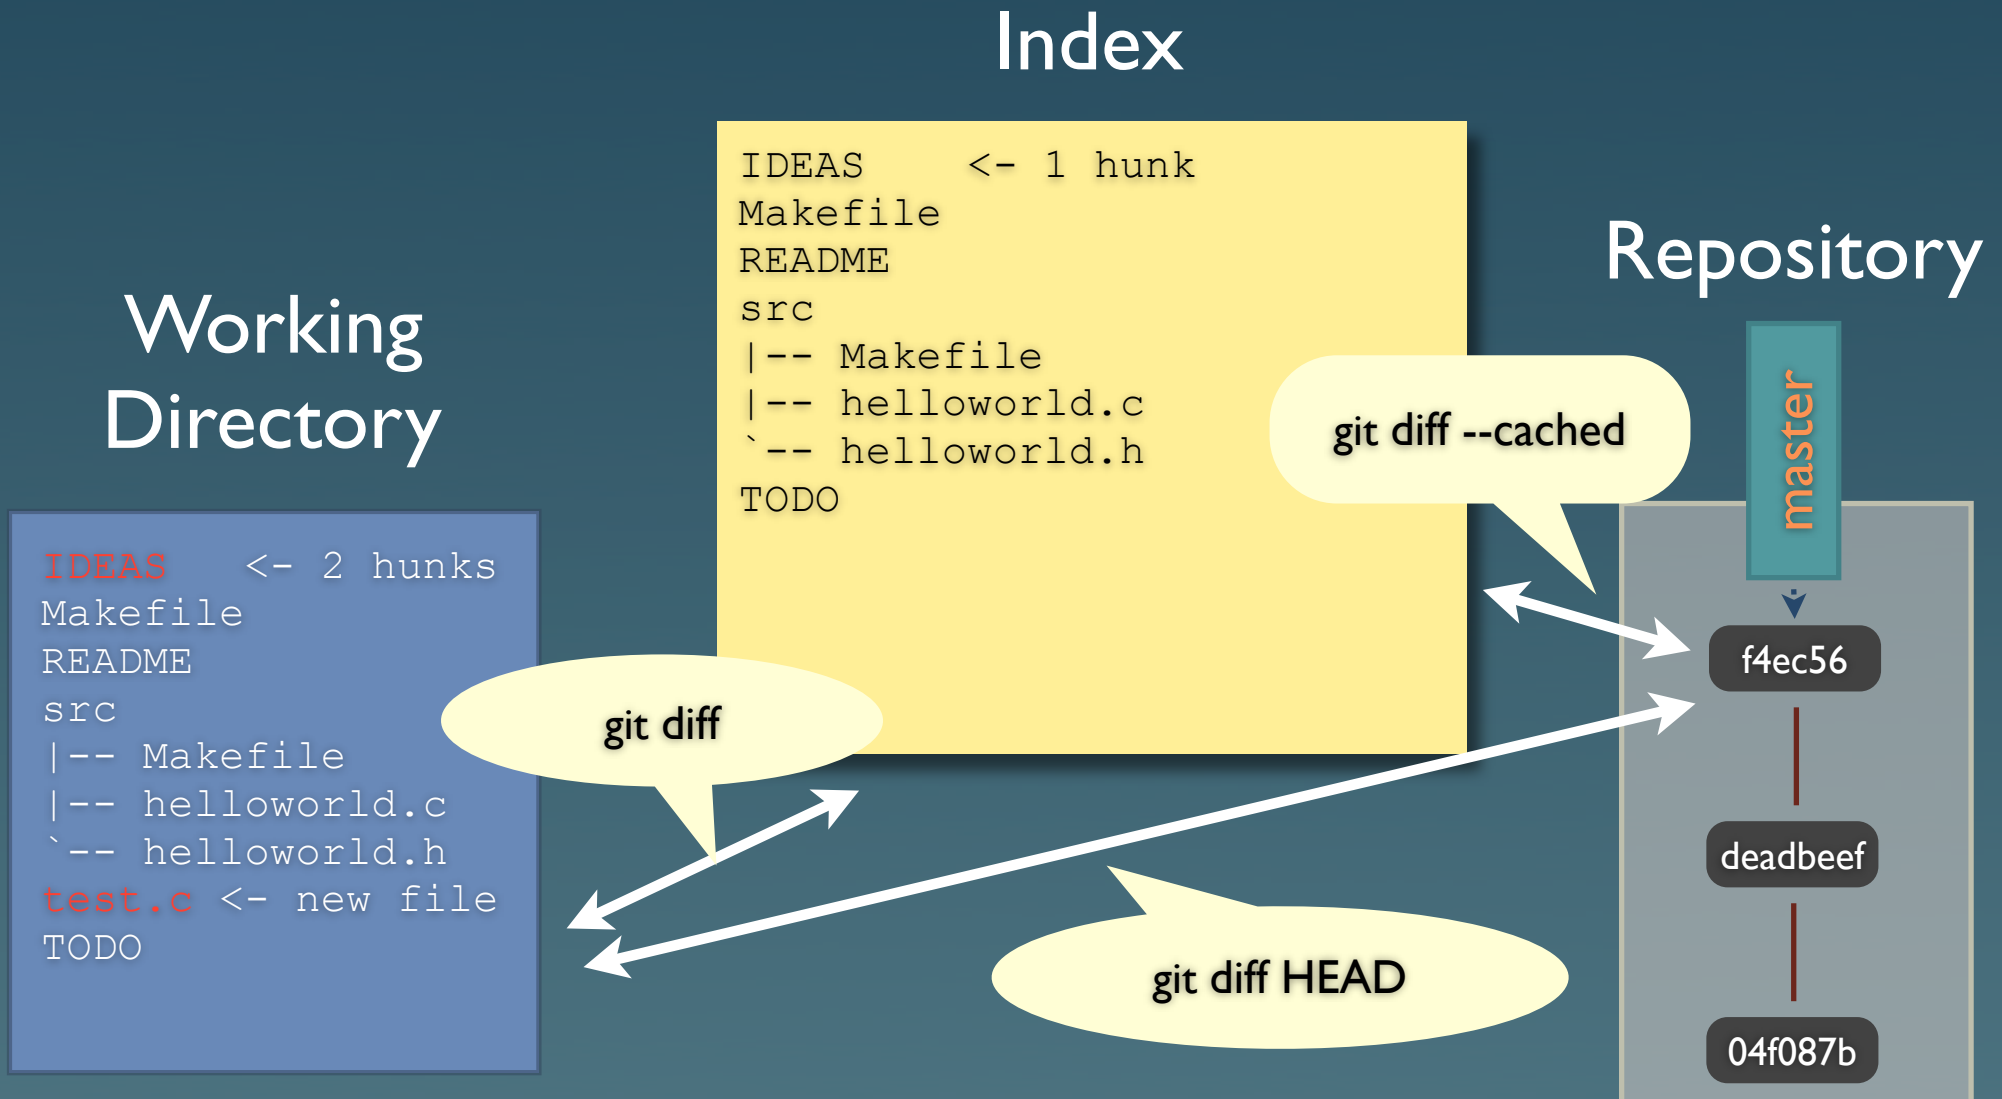 Index
IDEAS    <- 1 hunk
Makefile
README
src
|-- Makefile
|-- helloworld.c
`-- helloworld.h
TODO
Working
Directory
IDEAS   <- 2 hunks
Makefile
README
src
|-- Makefile
|-- helloworld.c
`-- helloworld.h
test.c <- new file
TODO
git diff
git diff --cached
git diff HEAD
Repository
master
f4ec56
deadbeef
04f087b